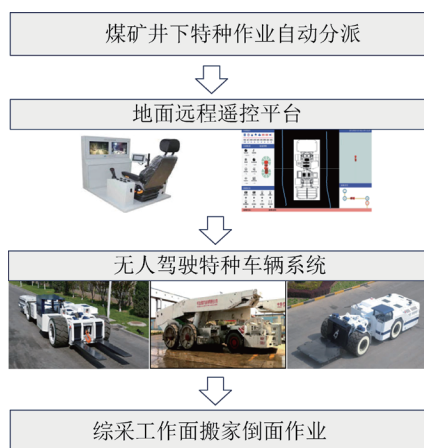 煤矿井下特种作业自动分派
地面远程遥控平台
无人驾驶特种车辆系统
综采工作面搬家倒面作业